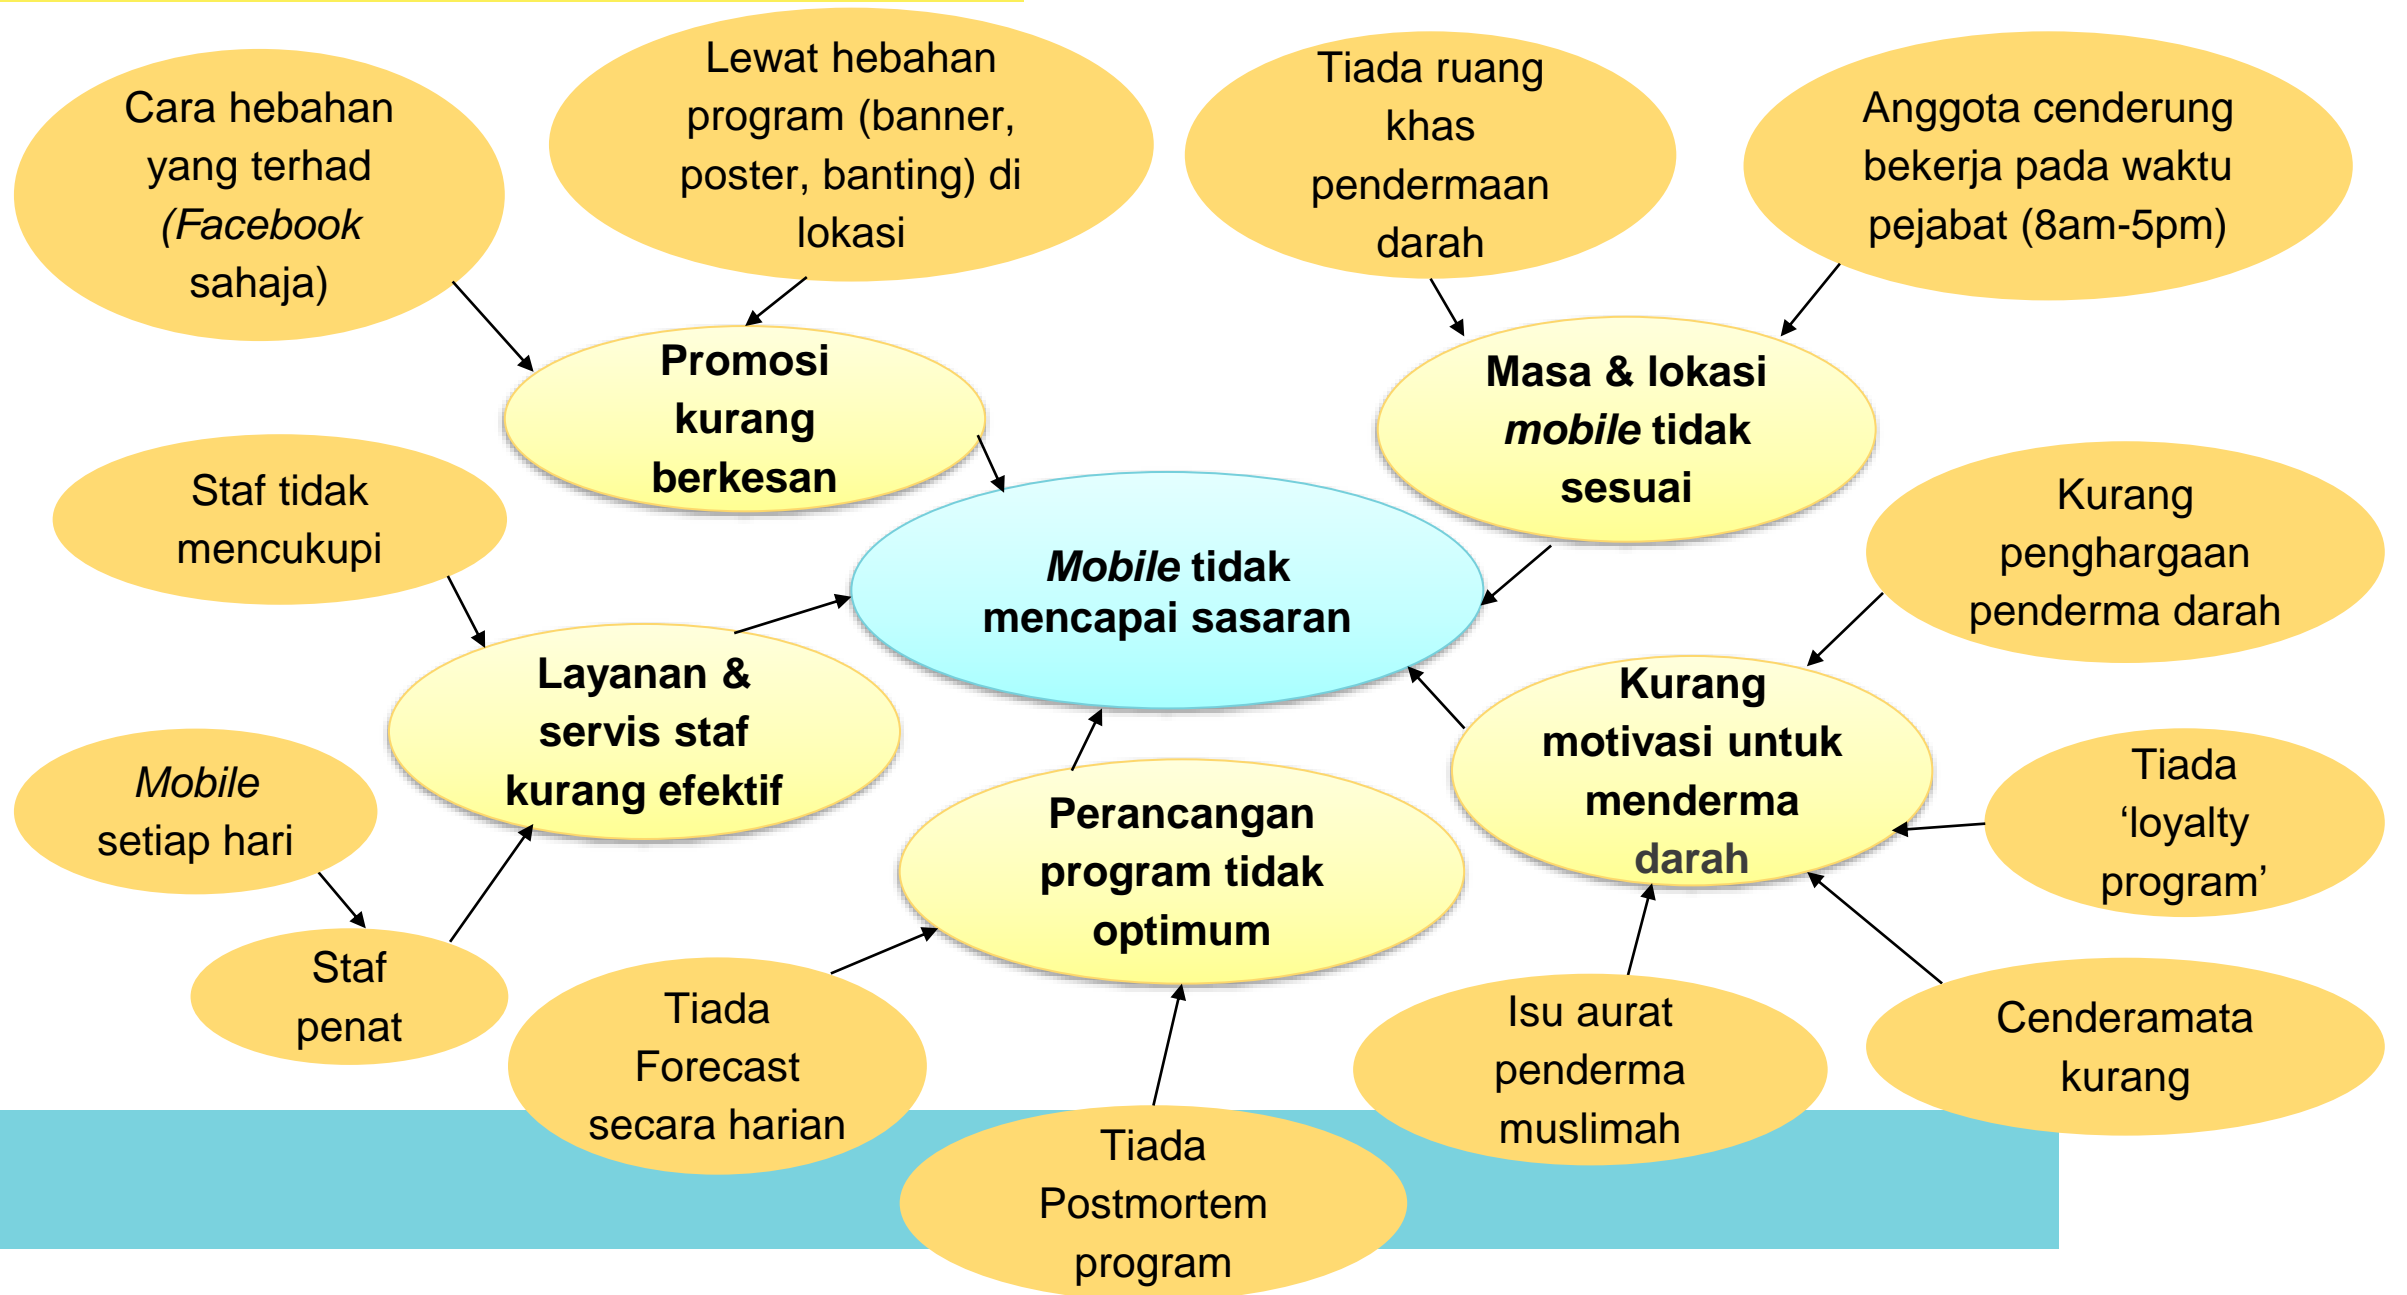 Cara hebahan
yang terhad
(Facebook
sahaja)
Lewat hebahan
program (banner,
poster, banting) di
lokasi
Tiada ruang
khas
pendermaan
darah
Anggota cenderung
bekerja pada waktu
pejabat (8am-5pm)
Promosi
kurang
berkesan
Masa & lokasi
mobile tidak
sesuai
Staf tidak
mencukupi
Mobile tidak
mencapai sasaran
Kurang
penghargaan
penderma darah
Layanan &
servis staf
kurang efektif
Kurang
motivasi untuk
menderma
darah
Mobile
setiap hari
Perancangan
program tidak
optimum
Tiada
‘loyalty
program’
Staf
penat
Tiada
Forecast
secara harian
Isu aurat
penderma
muslimah
Cenderamata
kurang
Tiada
Postmortem
program